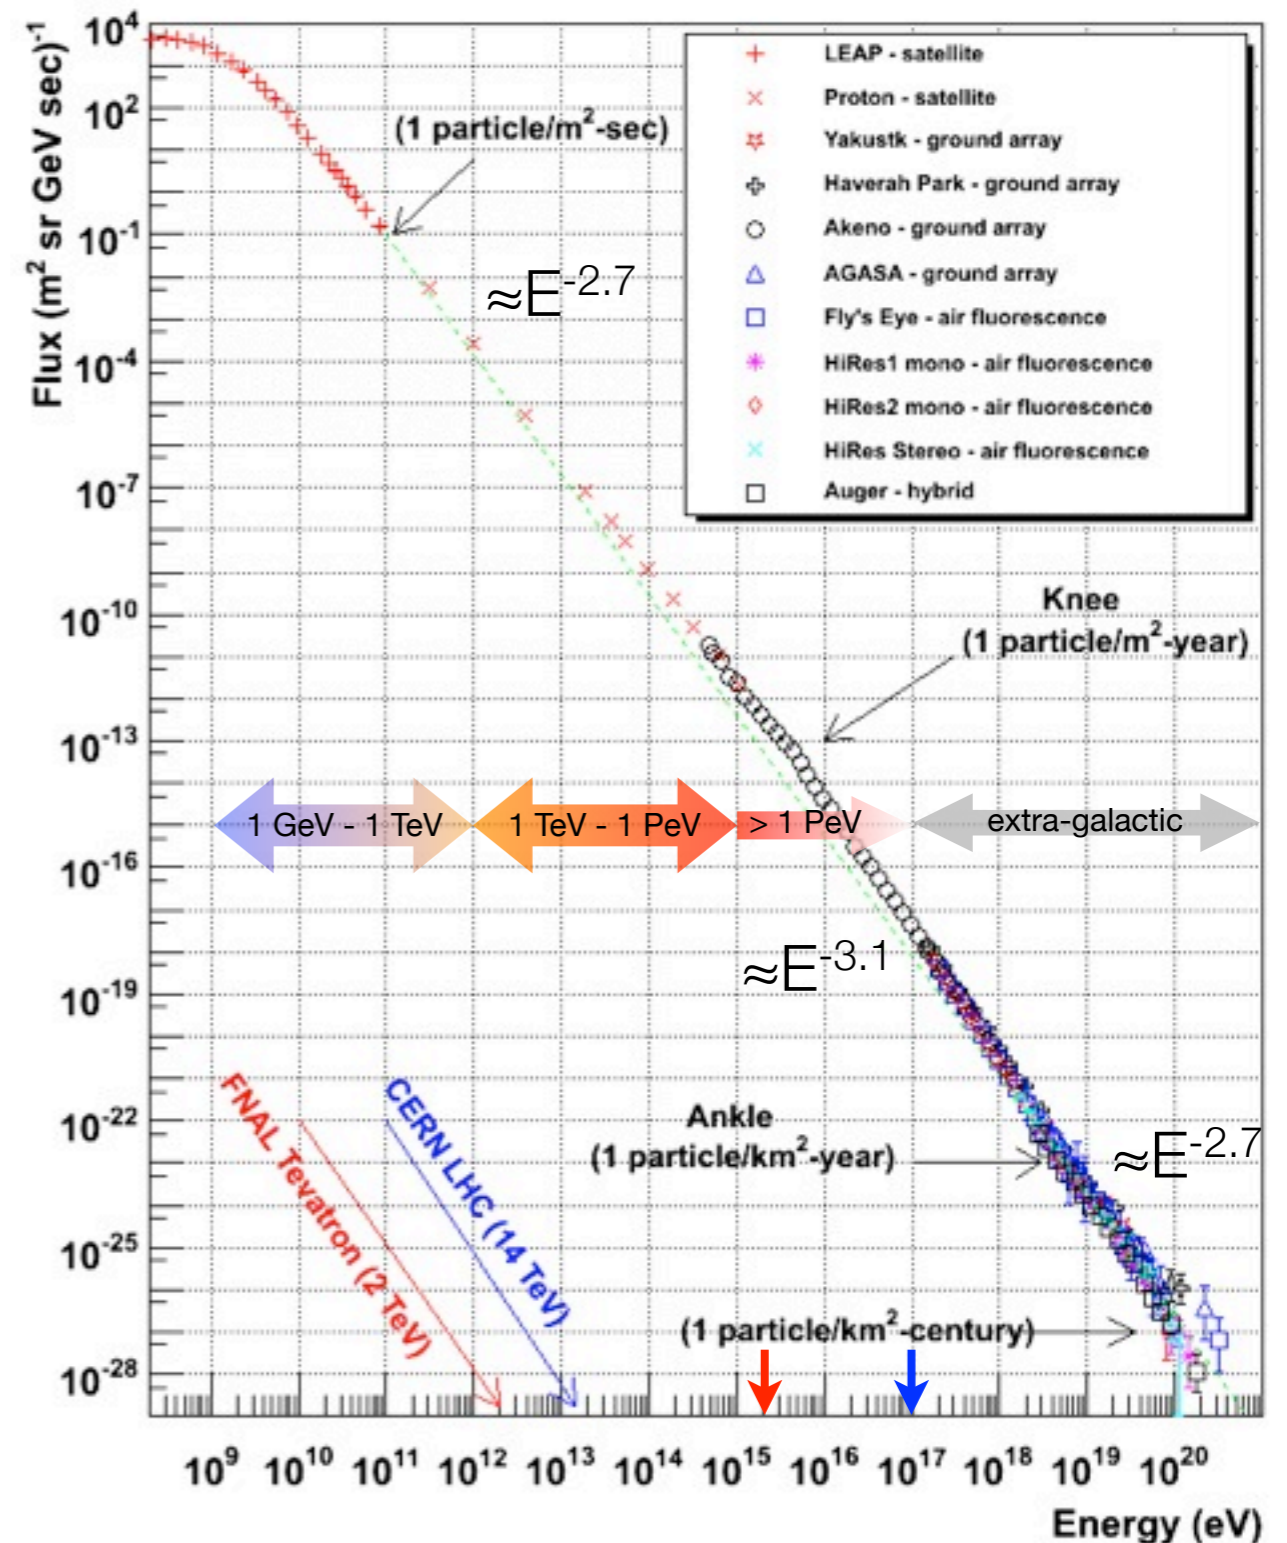 Flux (m² sr GeV sec)⁻¹
10⁴
10²
10⁻¹
10⁻⁴
10⁻⁷
10⁻¹⁰
10⁻¹³
10⁻¹⁶
10⁻¹⁹
10⁻²²
10⁻²⁵
10⁻²⁸
LEAP - satellite
Proton - satellite
Yakustk - ground array
Haverah Park - ground array
Akeno - ground array
AGASA - ground array
Fly's Eye - air fluorescence
HiRes1 mono - air fluorescence
HiRes2 mono - air fluorescence
HiRes Stereo - air fluorescence
Auger - hybrid
(1 particle/m²-sec)
≈E⁻²·⁷
Knee
(1 particle/m²-year)
1 GeV - 1 TeV
1 TeV - 1 PeV
> 1 PeV
extra-galactic
≈E⁻³·¹
FNAL Tevatron (2 TeV)
CERN LHC (14 TeV)
Ankle
(1 particle/km²-year)
≈E⁻²·⁷
(1 particle/km²-century)
10⁹ 10¹⁰ 10¹¹ 10¹² 10¹³ 10¹⁴ 10¹⁵ 10¹⁶ 10¹⁷ 10¹⁸ 10¹⁹ 10²⁰
Energy (eV)